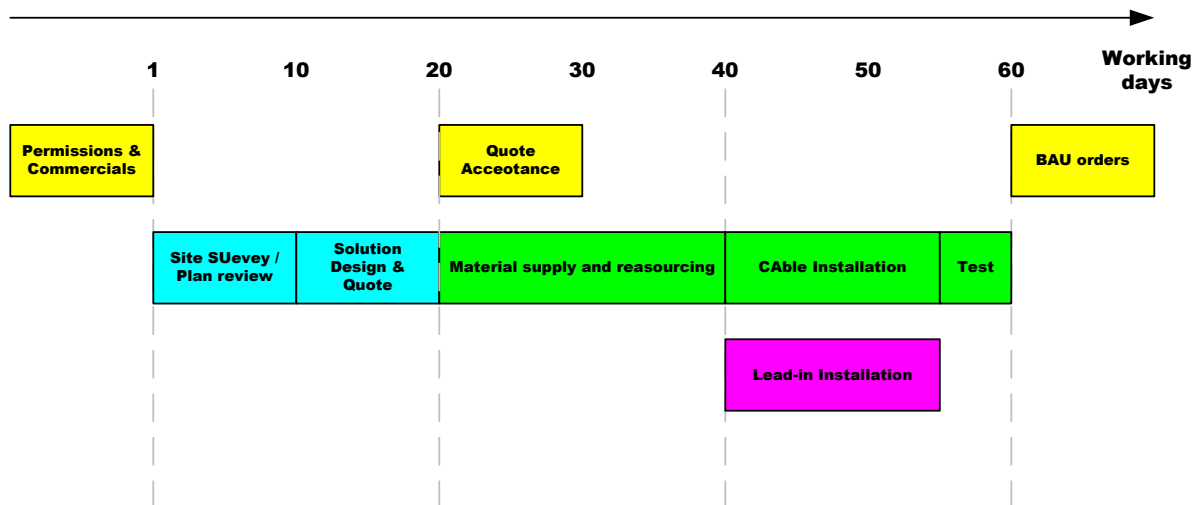 1 10 20 30 40 50 60 Working
days
Permissions &
Commercials
Quote
Acceotance
BAU orders
Site SUevey /
Plan review
Solution
Design &
Quote
Material supply and reasourcing
CAble Installation
Test
Lead-in Installation